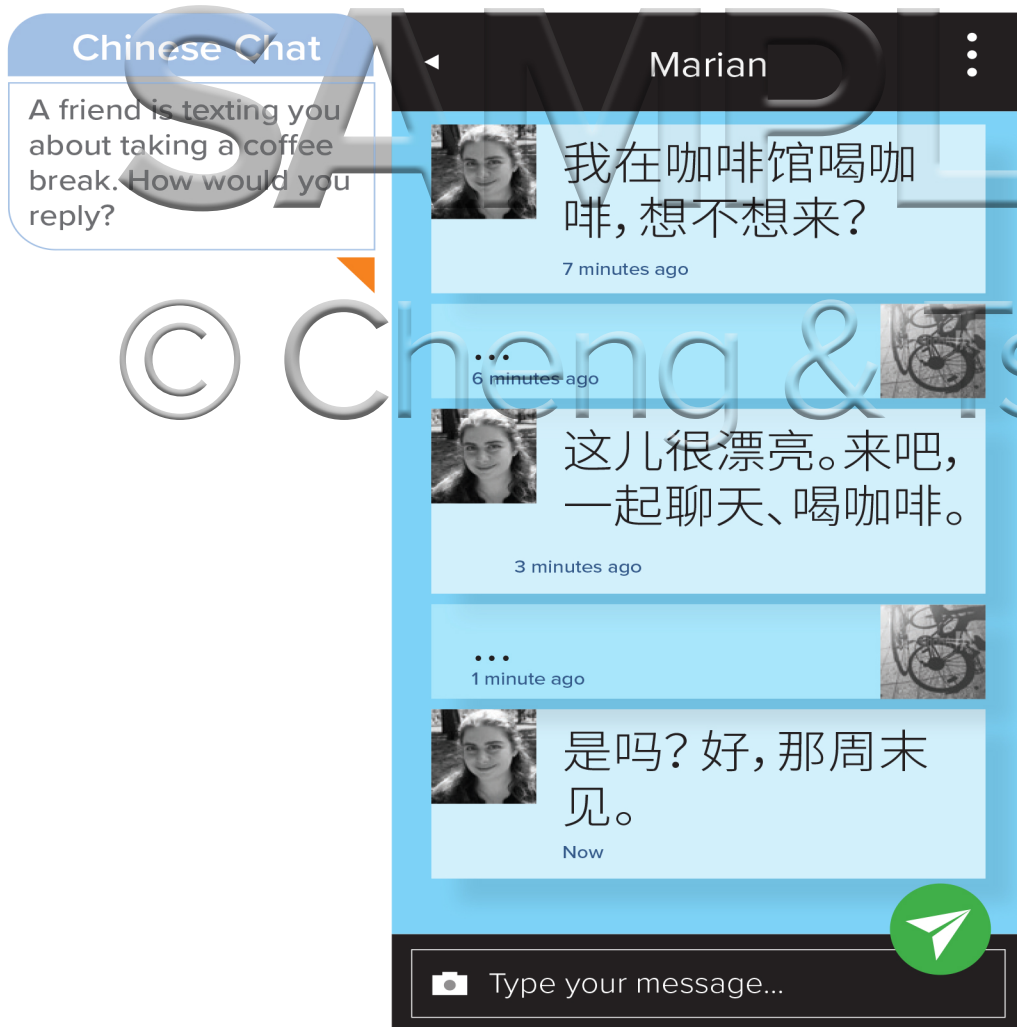 Chinese Chat
A friend is texting you
about taking a coffee
break. How would you
reply?
Marian
我在咖啡馆喝咖
啡，想不想来？
7 minutes ago
...
6 minutes ago
这儿很漂亮。来吧，
一起聊天、喝咖啡。
3 minutes ago
...
1 minute ago
是吗？好，那周末
见。
Now
Type your message...
SAMPL
© Cheng & Ts